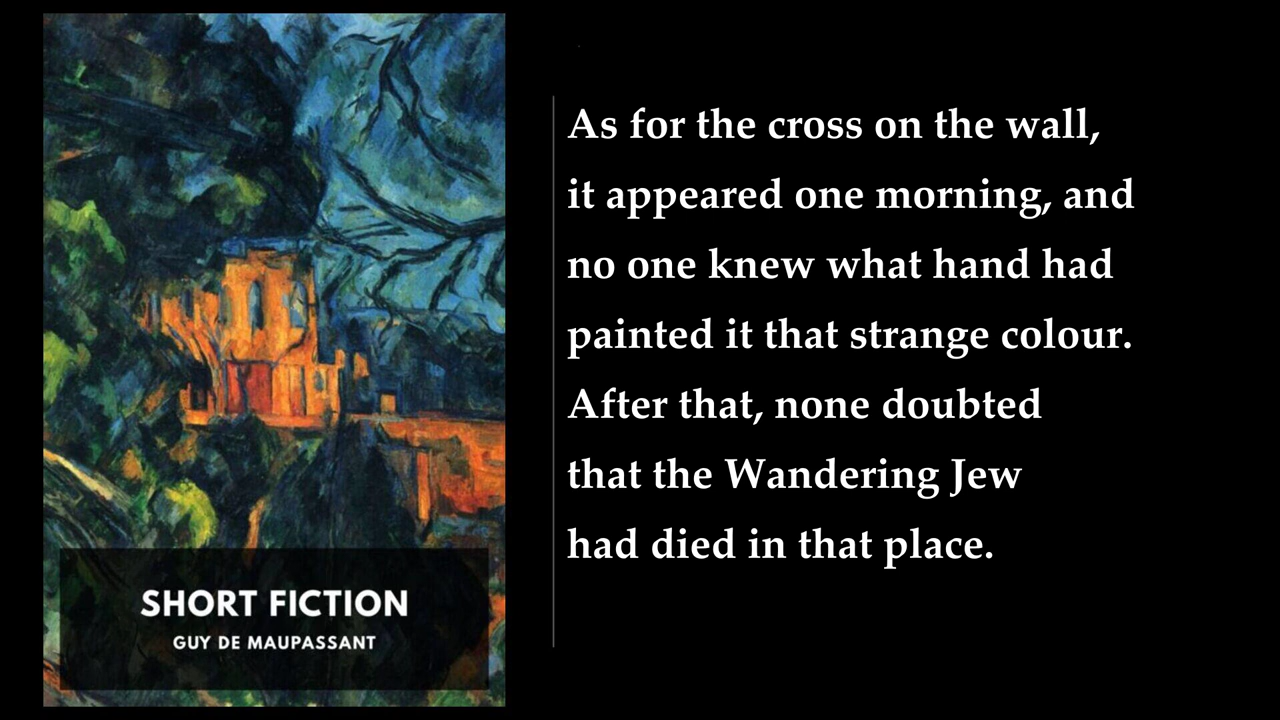 SHORT FICTION
GUY DE MAUPASSANT
As for the cross on the wall,
it appeared one morning, and
no one knew what hand had
painted it that strange colour.
After that, none doubted
that the Wandering Jew
had died in that place.